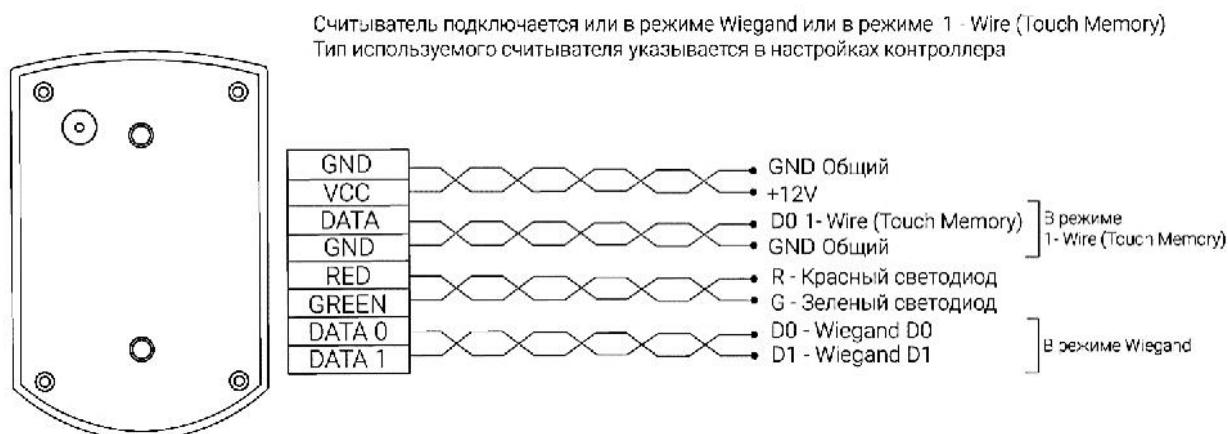 Считыватель подключается или в режиме Wiegand или в режиме 1 - Wire (Touch Memory)
Тип используемого считывателя указывается в настройках контроллера
GND
VCC
DATA
GND
RED
GREEN
DATA 0
DATA 1
GND Общий
+12V
D0 1- Wire (Touch Memory)
GND Общий
R - Красный светодиод
G - Зеленый светодиод
D0 - Wiegand D0
D1 - Wiegand D1
В режиме
1- Wire (Touch Memory)
В режиме Wiegand